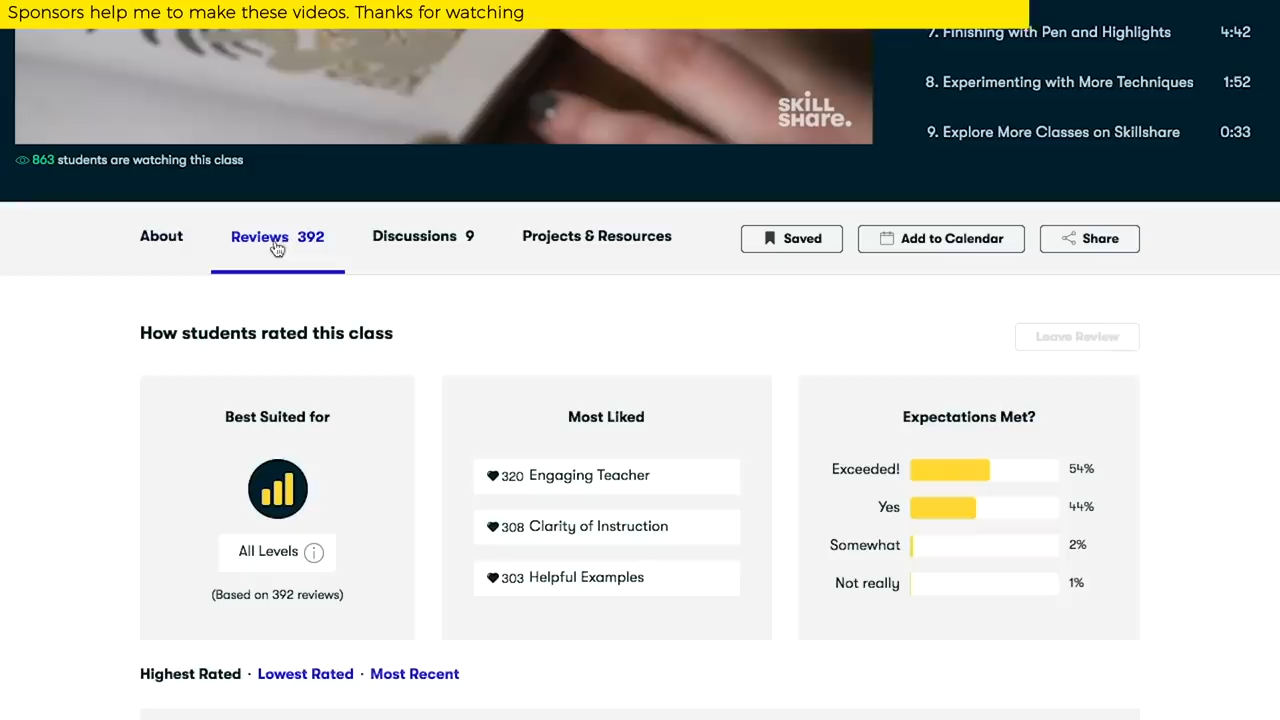 Sponsors help me to make these videos. Thanks for watching
7. Finishing with Pen and Highlights 4:42
SKILL
SHARE.
8. Experimenting with More Techniques 1:52
9. Explore More Classes on Skillshare 0:33
863 students are watching this class
About Reviews 392 Discussions 9 Projects & Resources Saved Add to Calendar Share
How students rated this class
Leave Review
Best Suited for
All Levels
(Based on 392 reviews)
Most Liked
320 Engaging Teacher
308 Clarity of Instruction
303 Helpful Examples
Expectations Met?
Exceeded! 54%
Yes 44%
Somewhat 2%
Not really 1%
Highest Rated · Lowest Rated · Most Recent